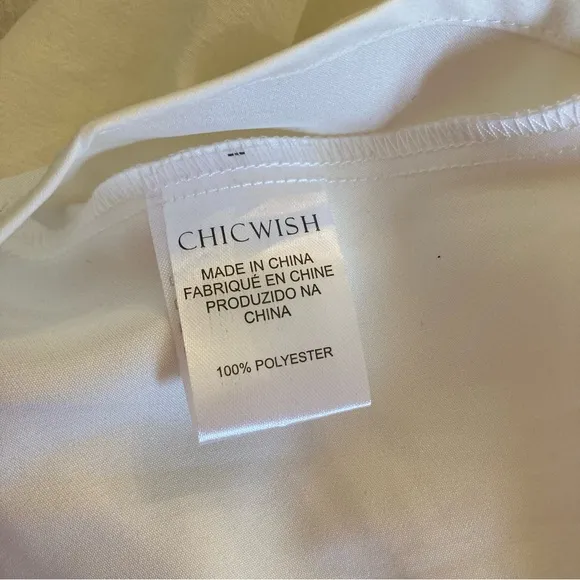 CHICWISH
MADE IN CHINA
FABRIQUÉ EN CHINE
PRODUZIDO NA
CHINA
100% POLYESTER